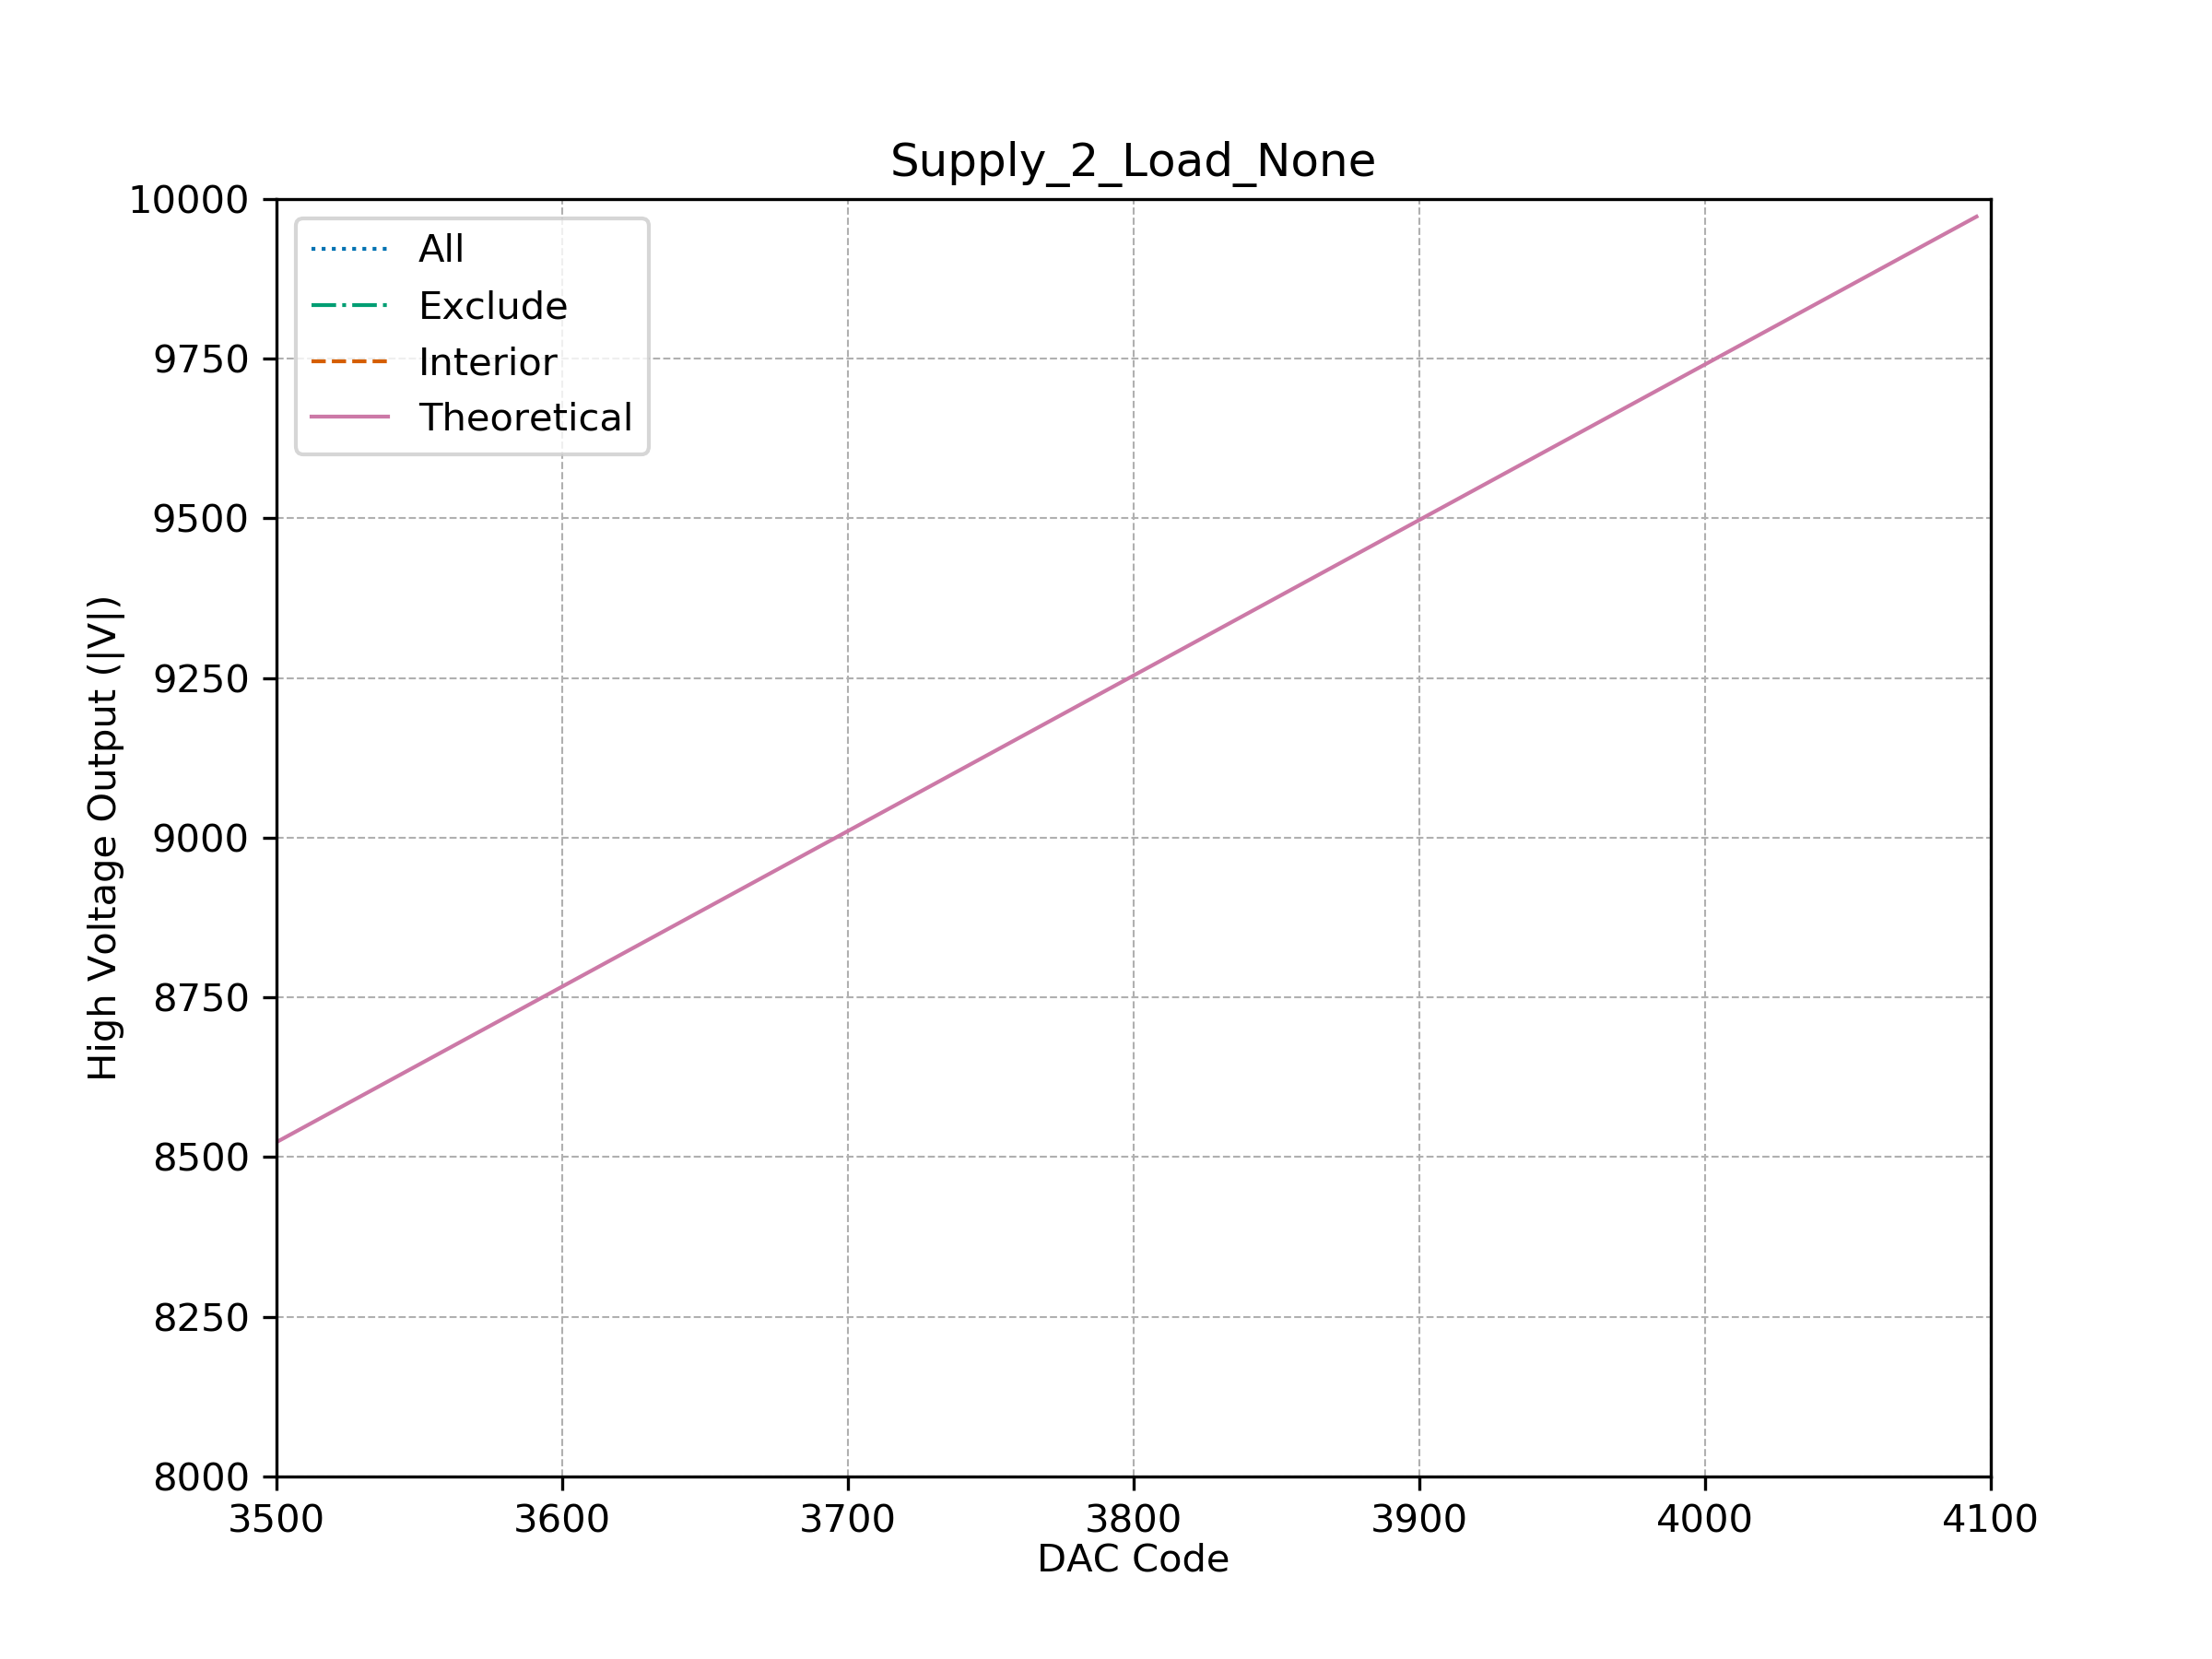 Supply_2_Load_None
10000
9750
9500
9250
9000
8750
8500
8250
8000
High Voltage Output (|V|)
All
Exclude
Interior
Theoretical
3500 3600 3700 3800 3900 4000 4100
DAC Code